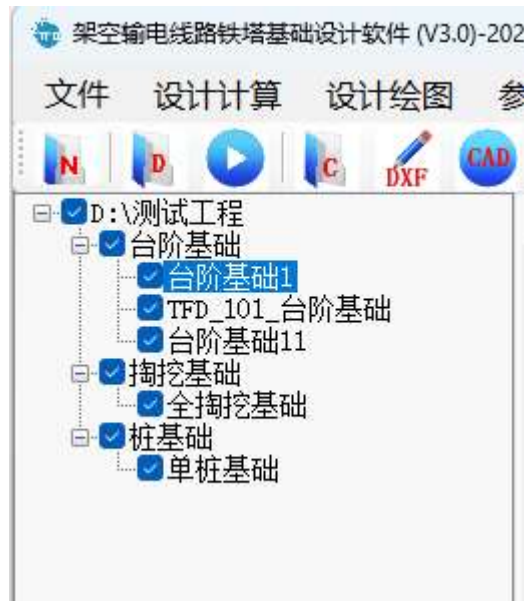 架空输电线路铁塔基础设计软件 (V3.0)-202
文件 设计计算 设计绘图 参
N D C DXF CAD
D:\测试工程
台阶基础
台阶基础1
TFD_101_台阶基础
台阶基础11
掏挖基础
全掏挖基础
桩基础
单桩基础